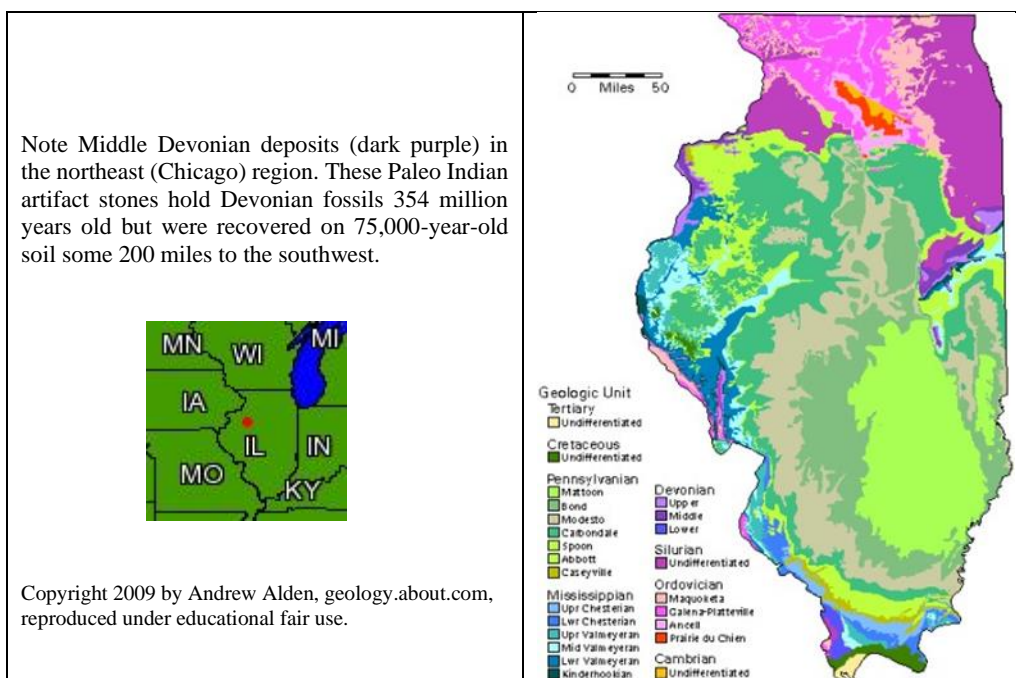 Note Middle Devonian deposits (dark purple) in
the northeast (Chicago) region. These Paleo Indian
artifact stones hold Devonian fossils 354 million
years old but were recovered on 75,000-year-old
soil some 200 miles to the southwest.
MN
WI
MI
IA
IL
IN
MO
KY
Copyright 2009 by Andrew Alden, geology.about.com,
reproduced under educational fair use.
0 Miles 50
Geologic Unit
Tertiary
Undifferentiated
Cretaceous
Undifferentiated
Pennsylvanian
Mattoon
Bond
Modesto
Carbondale
Spoon
Abbott
Caseyville
Mississippian
Upr Chesterian
Lwr Chesterian
Upr Valmeyeran
Mid Valmeyeran
Lwr Valmeyeran
Kinderhookian
Devonian
Upper
Middle
Lower
Silurian
Undifferentiated
Ordovician
Maquoketa
Galena-Platteville
Ancell
Prairie du Chien
Cambrian
Undifferentiated